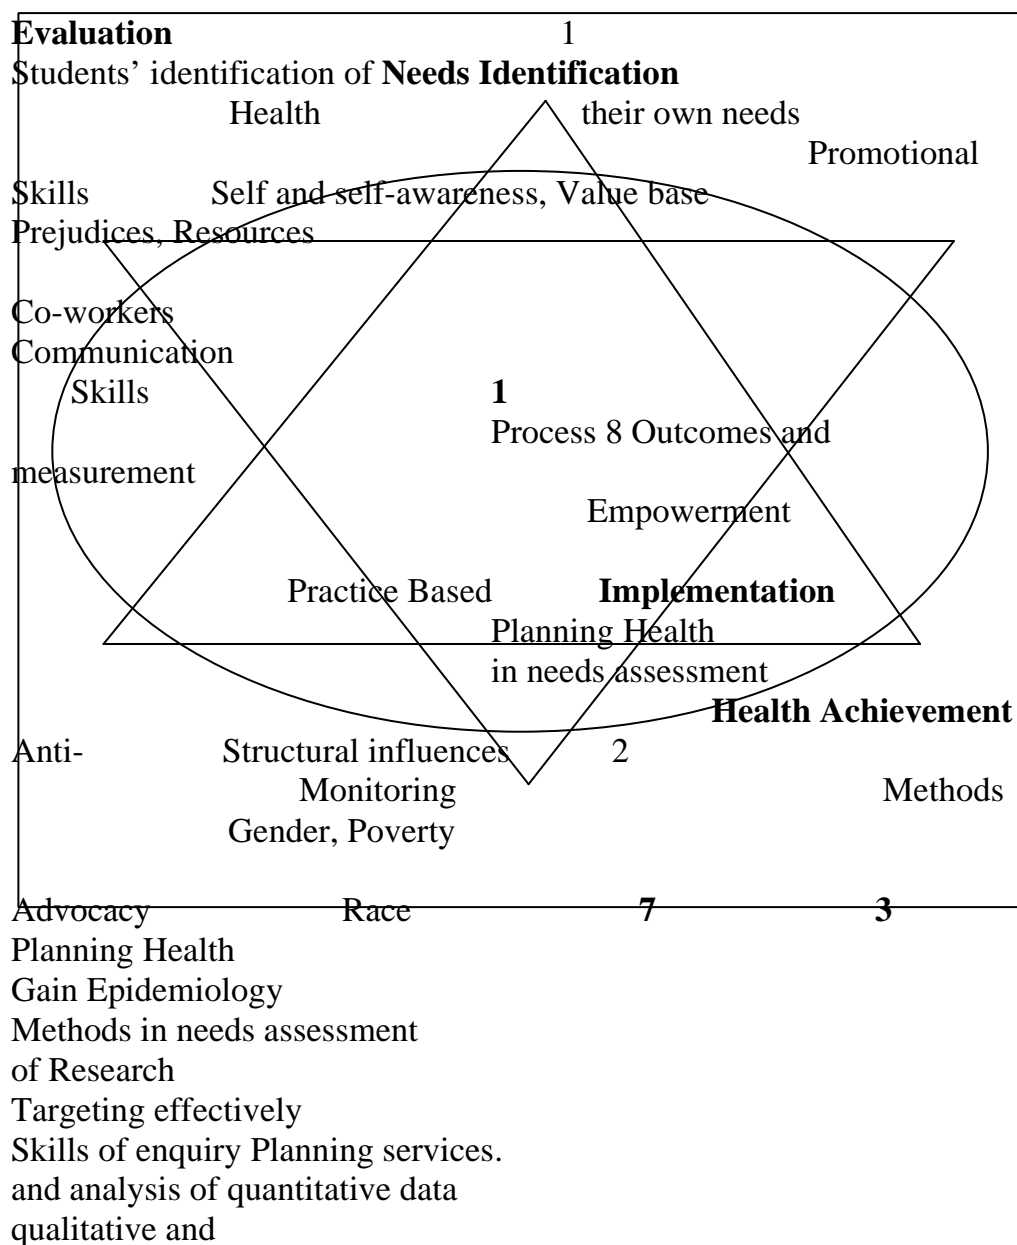 Evaluation 1
Students’ identification of Needs Identification
Health their own needs
Promotional
Skills Self and self-awareness, Value base
Prejudices, Resources
Co-workers
Communication
Skills 1
Process 8 Outcomes and
measurement
Empowerment
Practice Based Implementation
Planning Health
in needs assessment
Health Achievement
Anti- Structural influences 2
Monitoring Methods
Gender, Poverty
Advocacy Race 7 3
Planning Health
Gain Epidemiology
Methods in needs assessment
of Research
Targeting effectively
Skills of enquiry Planning services.
and analysis of quantitative data
qualitative and